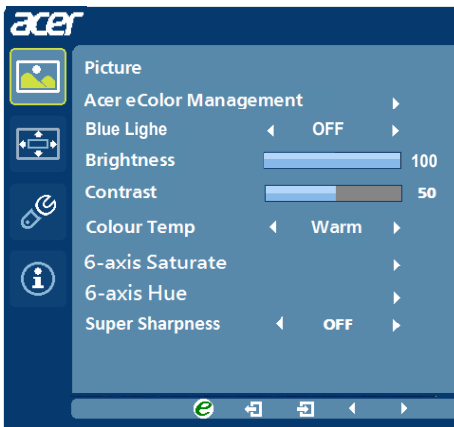 acer
Picture
Acer eColor Management
Blue Lighe OFF
Brightness 100
Contrast 50
Colour Temp Warm
6-axis Saturate
6-axis Hue
Super Sharpness OFF
e